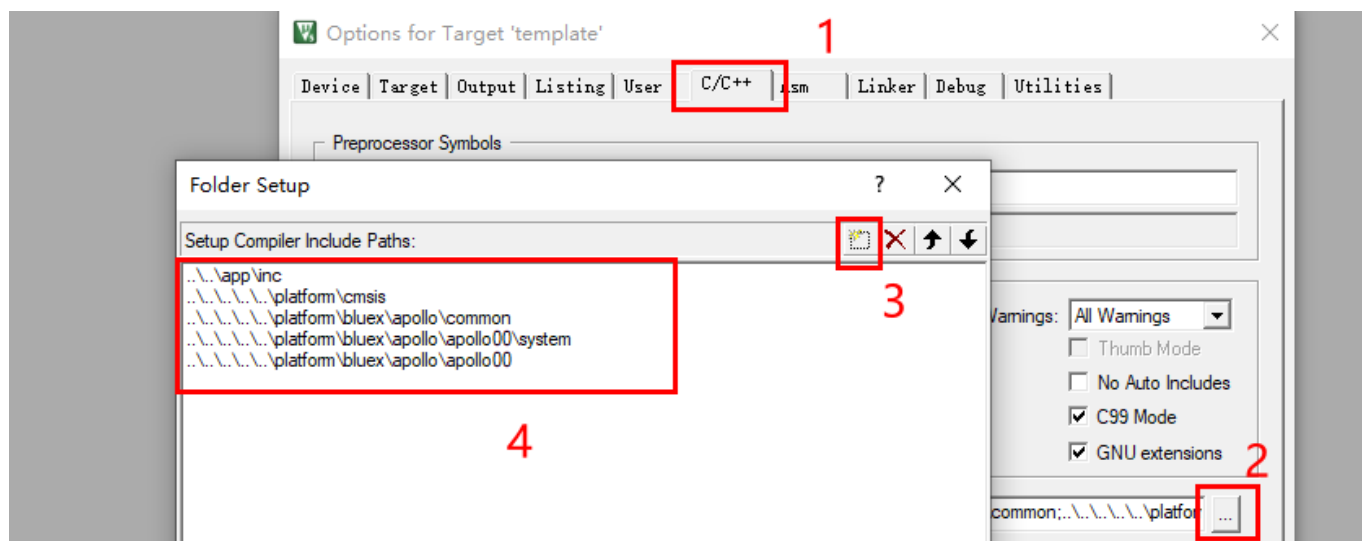 Options for Target 'template'
1
Device Target Output Listing User C/C++ Asm Linker Debug Utilities
Preprocessor Symbols
Folder Setup
?
Setup Compiler Include Paths:
3
..\..\app\inc
..\..\..\..\..\platform\cmsis
..\..\..\..\..\platform\bluex\apollo\common
..\..\..\..\..\platform\bluex\apollo\apollo00\system
..\..\..\..\..\platform\bluex\apollo\apollo00
4
Warnings: All Warnings
Thumb Mode
No Auto Includes
C99 Mode
GNU extensions
2
common;..\..\..\..\..\platfor ...